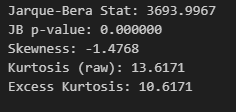 Jarque-Bera Stat: 3693.9967
JB p-value: 0.000000
Skewness: -1.4768
Kurtosis (raw): 13.6171
Excess Kurtosis: 10.6171